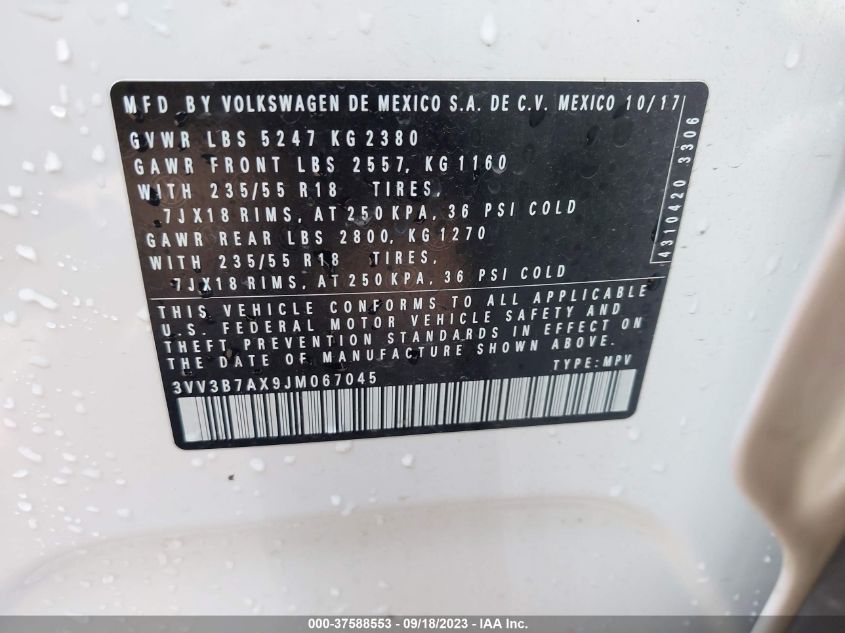 MFD BY VOLKSWAGEN DE MEXICO S.A. DE C.V. MEXICO 10/17
GVWR LBS 5247 KG 2380
GAWR FRONT LBS 2557, KG 1160
WITH 235/55 R18 TIRES,
7JX18 RIMS, AT 250 KPA, 36 PSI COLD
GAWR REAR LBS 2800, KG 1270
WITH 235/55 R18 TIRES,
7JX18 RIMS, AT 250 KPA, 36 PSI COLD
THIS VEHICLE CONFORMS TO ALL APPLICABLE
U.S. FEDERAL MOTOR VEHICLE SAFETY AND
THEFT PREVENTION STANDARDS IN EFFECT ON
THE DATE OF MANUFACTURE SHOWN ABOVE.
TYPE: MPV
3VV3B7AX9JM067045
4310420 3306
000-37588553 - 09/18/2023 - IAA Inc.